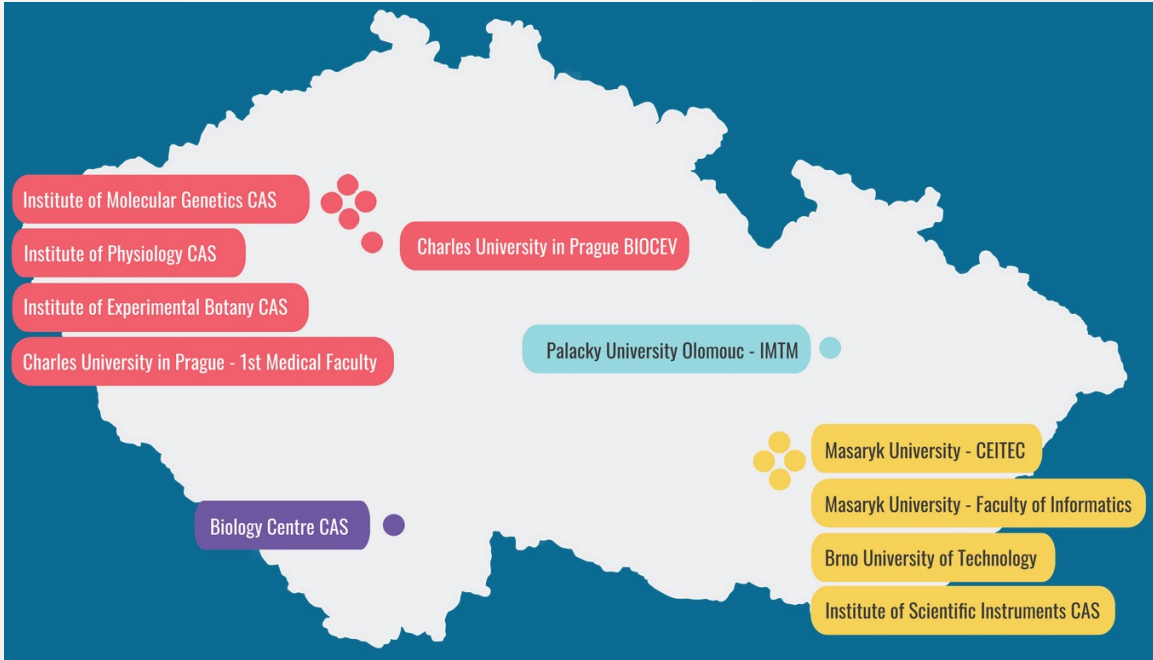 Institute of Molecular Genetics CAS
Institute of Physiology CAS
Institute of Experimental Botany CAS
Charles University in Prague - 1st Medical Faculty
Charles University in Prague BIOCEV
Palacky University Olomouc - IMTM
Masaryk University - CEITEC
Masaryk University - Faculty of Informatics
Brno University of Technology
Institute of Scientific Instruments CAS
Biology Centre CAS